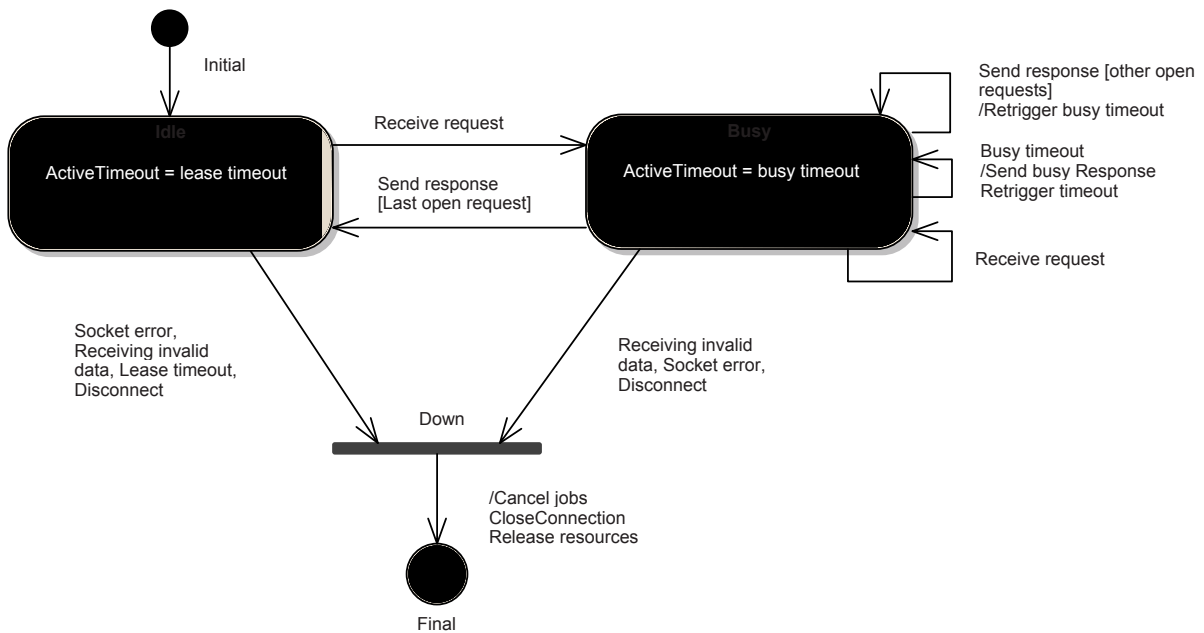 Initial
Idle
ActiveTimeout = lease timeout
Receive request
Send response
[Last open request]
Busy
ActiveTimeout = busy timeout
Send response [other open
requests]
/Retrigger busy timeout
Busy timeout
/Send busy Response
Retrigger timeout
Receive request
Socket error,
Receiving invalid
data, Lease timeout,
Disconnect
Receiving invalid
data, Socket error,
Disconnect
Down
/Cancel jobs
CloseConnection
Release resources
Final